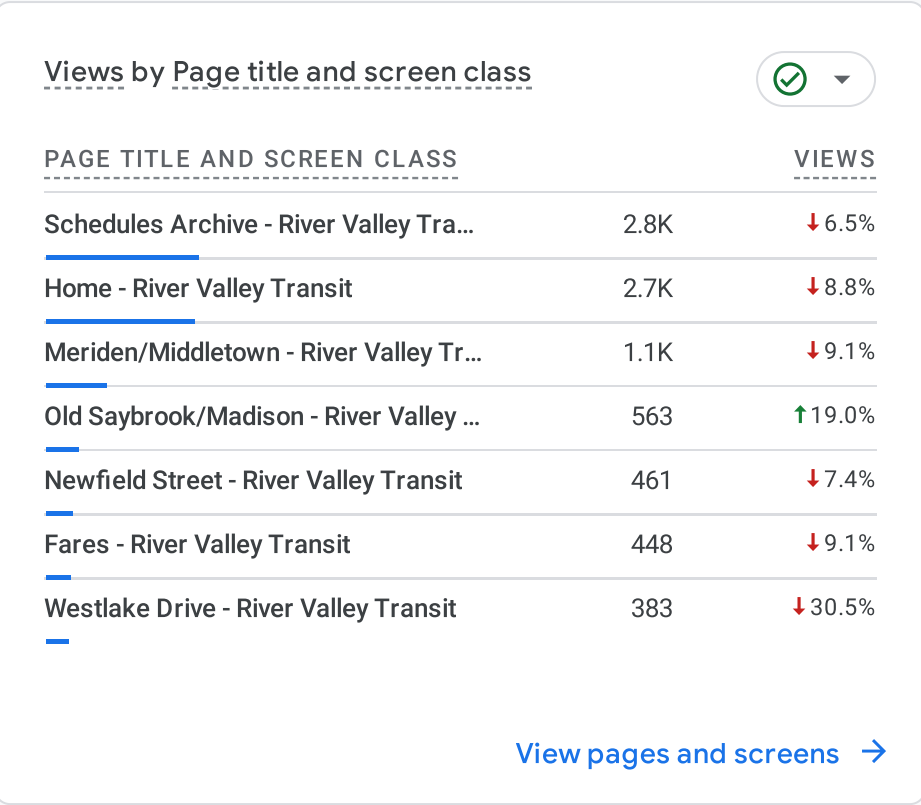 Views by Page title and screen class
PAGE TITLE AND SCREEN CLASS VIEWS
Schedules Archive - River Valley Tra... 2.8K ↓ 6.5%
Home - River Valley Transit 2.7K ↓ 8.8%
Meriden/Middletown - River Valley Tr... 1.1K ↓ 9.1%
Old Saybrook/Madison - River Valley ... 563 ↑ 19.0%
Newfield Street - River Valley Transit 461 ↓ 7.4%
Fares - River Valley Transit 448 ↓ 9.1%
Westlake Drive - River Valley Transit 383 ↓ 30.5%
View pages and screens →